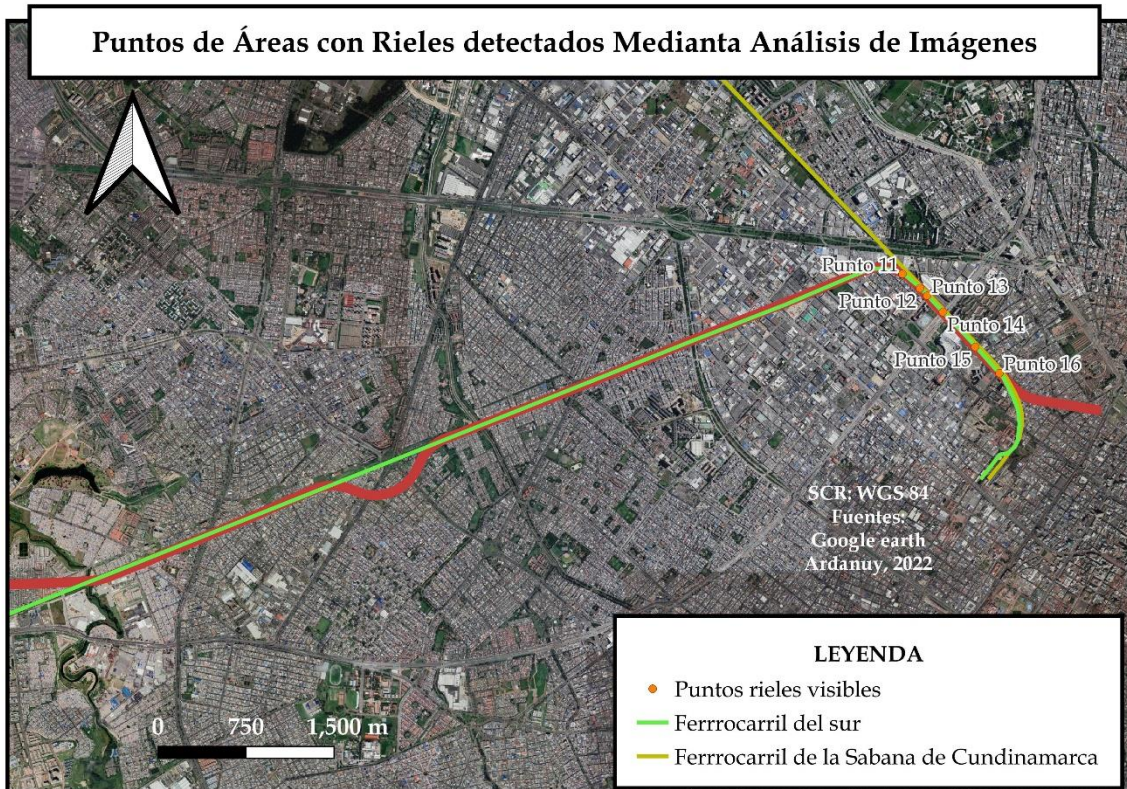 Puntos de Áreas con Rieles detectados Medianta Análisis de Imágenes
Punto 11
Punto 13
Punto 12
Punto 14
Punto 15
Punto 16
SCR: WGS 84
Fuentes:
Google earth
Ardanuy, 2022
LEYENDA
Puntos rieles visibles
Ferrrocarril del sur
Ferrrocarril de la Sabana de Cundinamarca
0 750 1,500 m